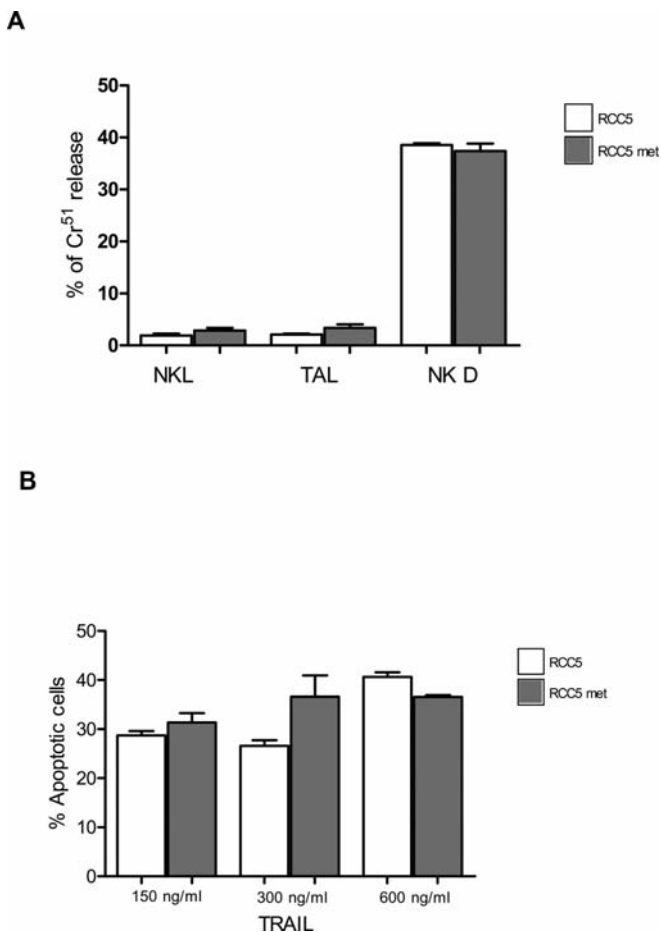 A
50
40
30
20
10
0
% of Cr51 release
NKL TAL NK D
RCC5
RCC5 met
B
50
40
30
20
10
0
% Apoptotic cells
150 ng/ml 300 ng/ml 600 ng/ml
TRAIL
RCC5
RCC5 met